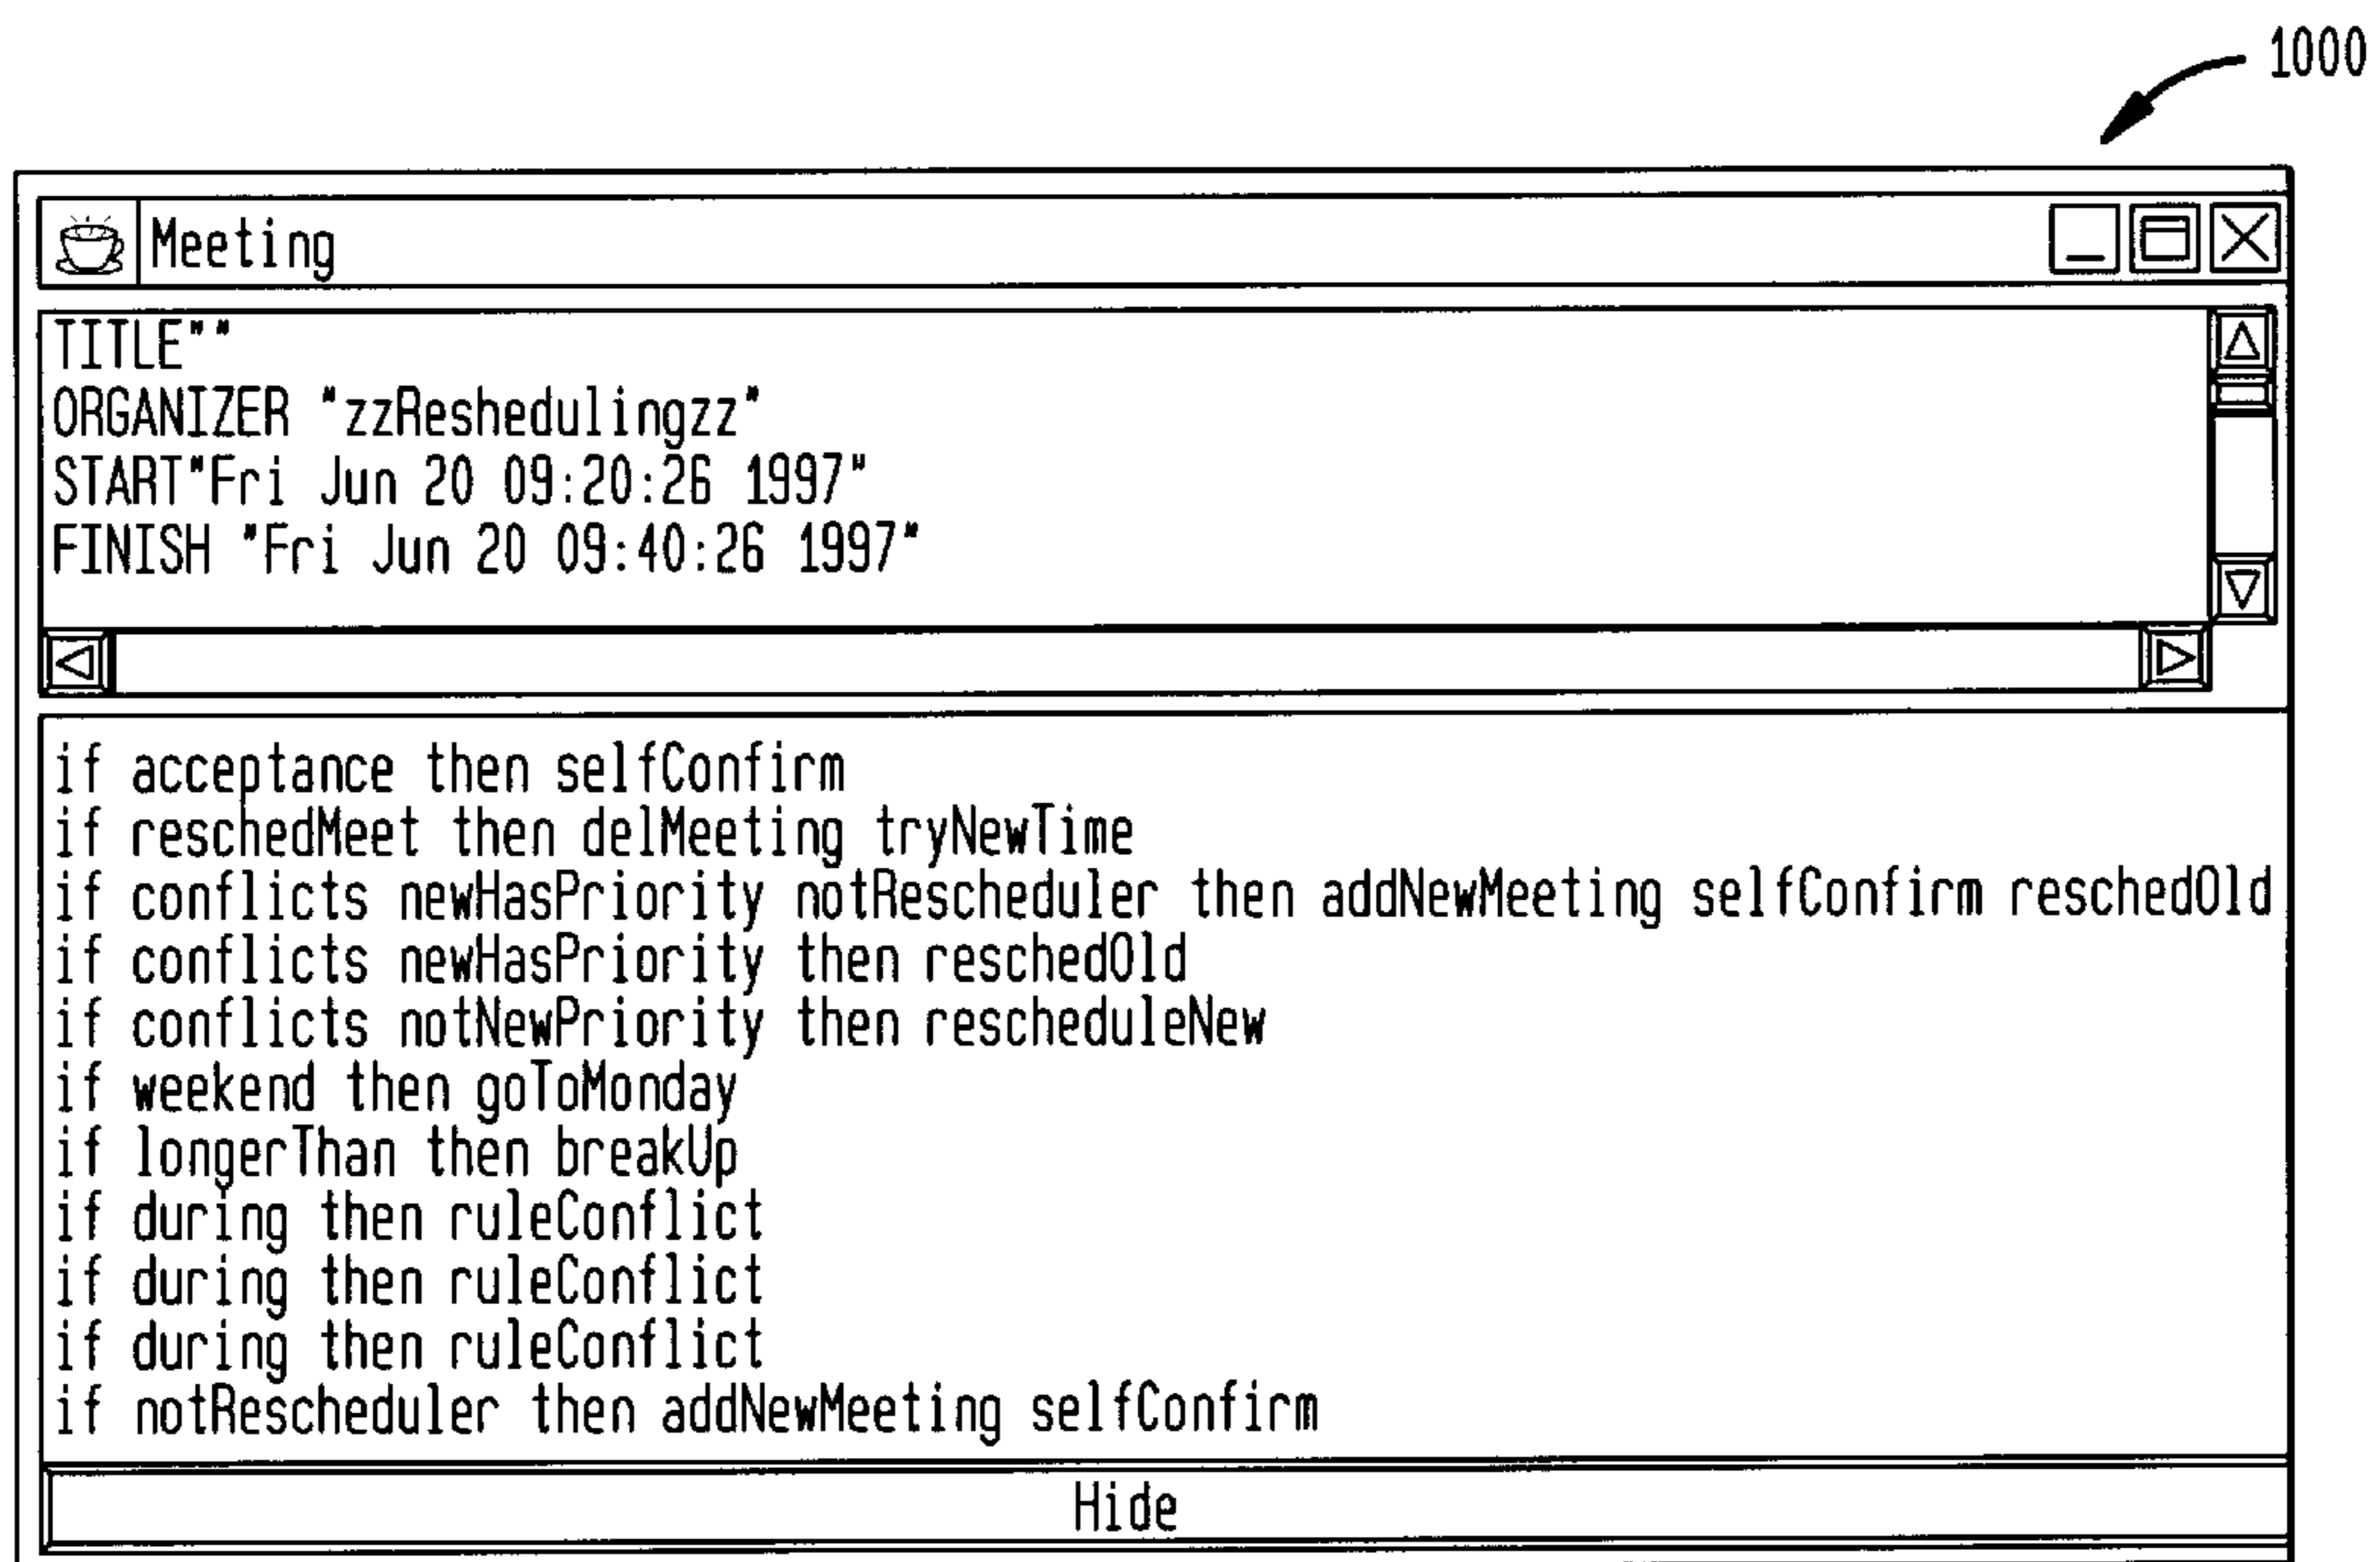 1000
Meeting
TITLE""
ORGANIZER "zzReshedulingzz"
START"Fri Jun 20 09:20:26 1997"
FINISH "Fri Jun 20 09:40:26 1997"
if acceptance then selfConfirm
if reschedMeet then delMeeting tryNewTime
if conflicts newHasPriority notRescheduler then addNewMeeting selfConfirm reschedOld
if conflicts newHasPriority then reschedOld
if conflicts notNewPriority then rescheduleNew
if weekend then goToMonday
if longerThan then breakUp
if during then ruleConflict
if during then ruleConflict
if during then ruleConflict
if notRescheduler then addNewMeeting selfConfirm
Hide